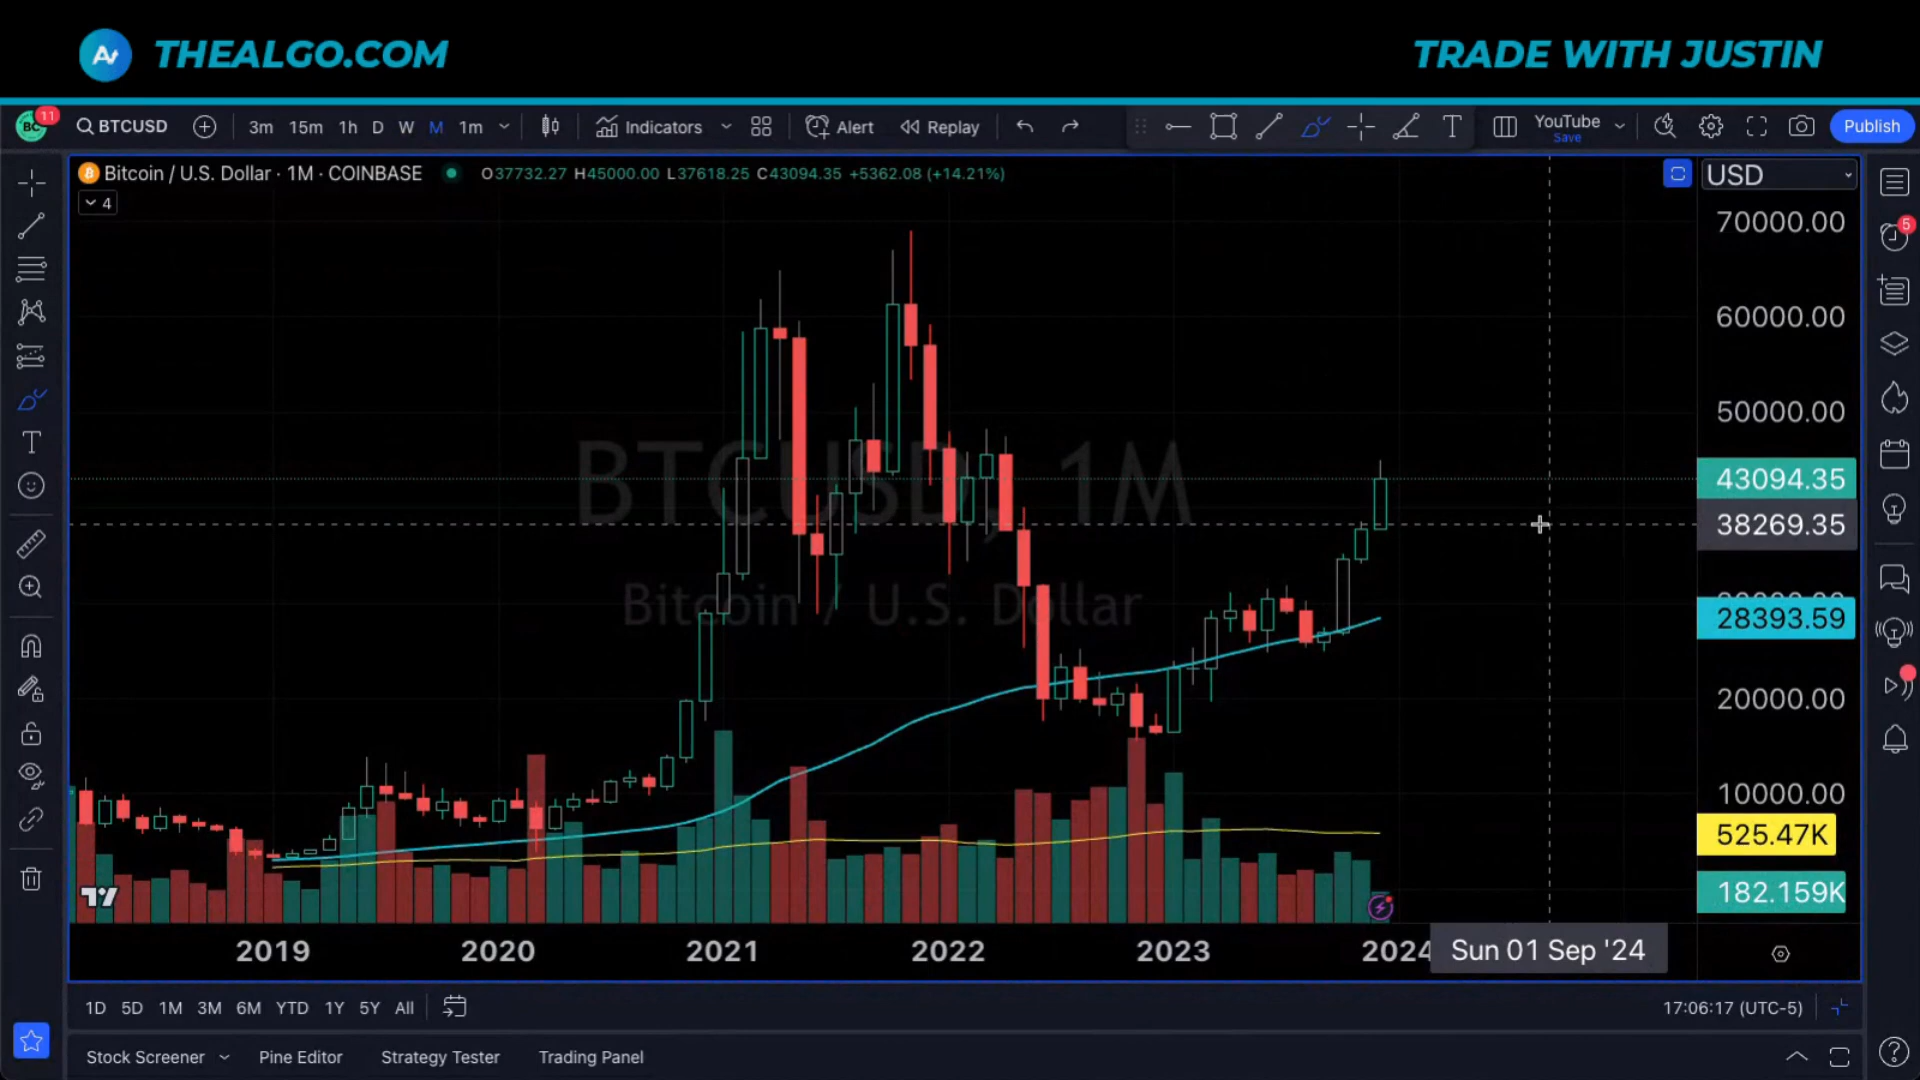 THEALGO.COM
TRADE WITH JUSTIN
BC 11 BTCUSD 3m 15m 1h D W M 1m Indicators Alert Replay T YouTube Save Publish
Bitcoin / U.S. Dollar · 1M · COINBASE O37732.27 H45000.00 L37618.25 C43094.35 +5362.08 (+14.21%)
USD
4
70000.00
5
60000.00
50000.00
BTCUSD, 1M
43094.35
38269.35
Bitcoin / U.S. Dollar
28393.59
20000.00
10000.00
525.47K
182.159K
2019 2020 2021 2022 2023 2024 Sun 01 Sep '24
1D 5D 1M 3M 6M YTD 1Y 5Y All
17:06:17 (UTC-5)
Stock Screener Pine Editor Strategy Tester Trading Panel